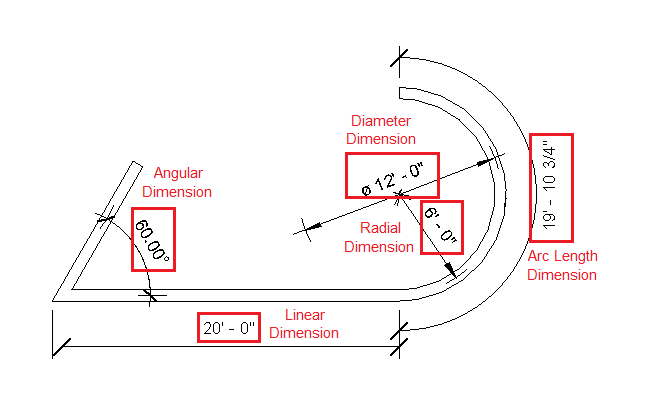 Diameter
Dimension
ø 12' - 0"
Angular
Dimension
60.00°
Radial
Dimension
6' - 0"
19' - 10 3/4"
Arc Length
Dimension
20' - 0"
Linear
Dimension